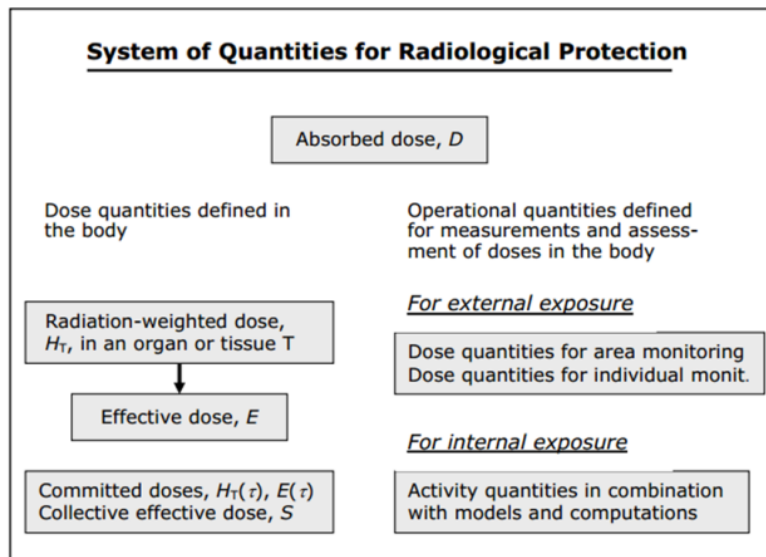 System of Quantities for Radiological Protection
Absorbed dose, D
Dose quantities defined in
the body
Radiation-weighted dose,
H_T, in an organ or tissue T
Effective dose, E
Committed doses, H_T(τ), E(τ)
Collective effective dose, S
Operational quantities defined
for measurements and assess-
ment of doses in the body
For external exposure
Dose quantities for area monitoring
Dose quantities for individual monit.
For internal exposure
Activity quantities in combination
with models and computations